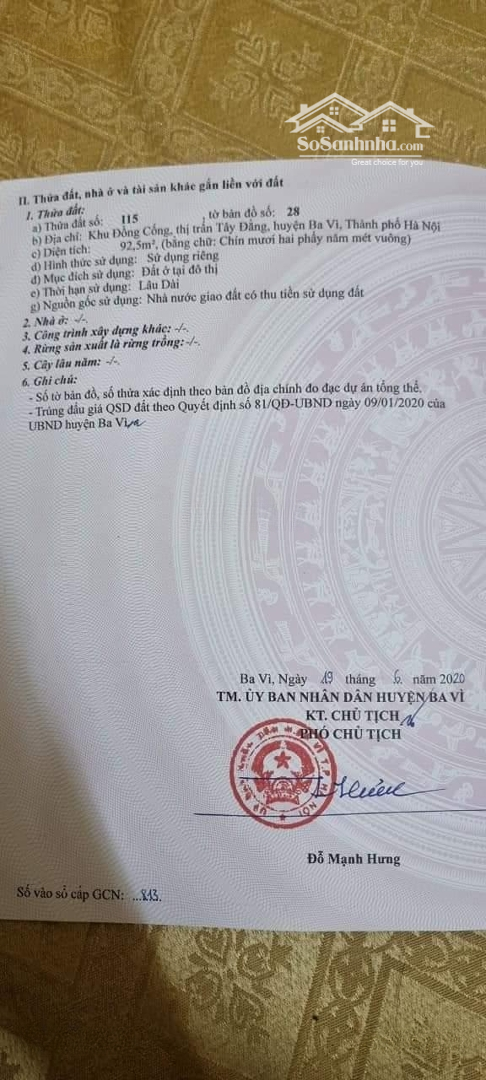 SoSanhnha.com
Great choice for you
II. Thửa đất, nhà ở và tài sản khác gắn liền với đất
1. Thửa đất:
a) Thửa đất số: 115 tờ bản đồ số: 28
b) Địa chỉ: Khu Đồng Cống, thị trấn Tây Đằng, huyện Ba Vì, Thành phố Hà Nội
c) Diện tích: 92,5m², (bằng chữ: Chín mươi hai phẩy năm mét vuông)
d) Hình thức sử dụng: Sử dụng riêng
đ) Mục đích sử dụng: Đất ở tại đô thị
e) Thời hạn sử dụng: Lâu Dài
g) Nguồn gốc sử dụng: Nhà nước giao đất có thu tiền sử dụng đất
2. Nhà ở: -/-.
3. Công trình xây dựng khác: -/-.
4. Rừng sản xuất là rừng trồng: -/-.
5. Cây lâu năm: -/-.
6. Ghi chú:
- Số tờ bản đồ, số thửa xác định theo bản đồ địa chính đo đạc dự án tổng thể.
- Trúng đấu giá QSD đất theo Quyết định số 81/QĐ-UBND ngày 09/01/2020 của
UBND huyện Ba Vì
Ba Vì, Ngày 19 tháng 6 năm 2020
TM. ỦY BAN NHÂN DÂN HUYỆN BA VÌ
KT. CHỦ TỊCH
PHÓ CHỦ TỊCH
Đỗ Mạnh Hưng
Số vào sổ cấp GCN: ...813.